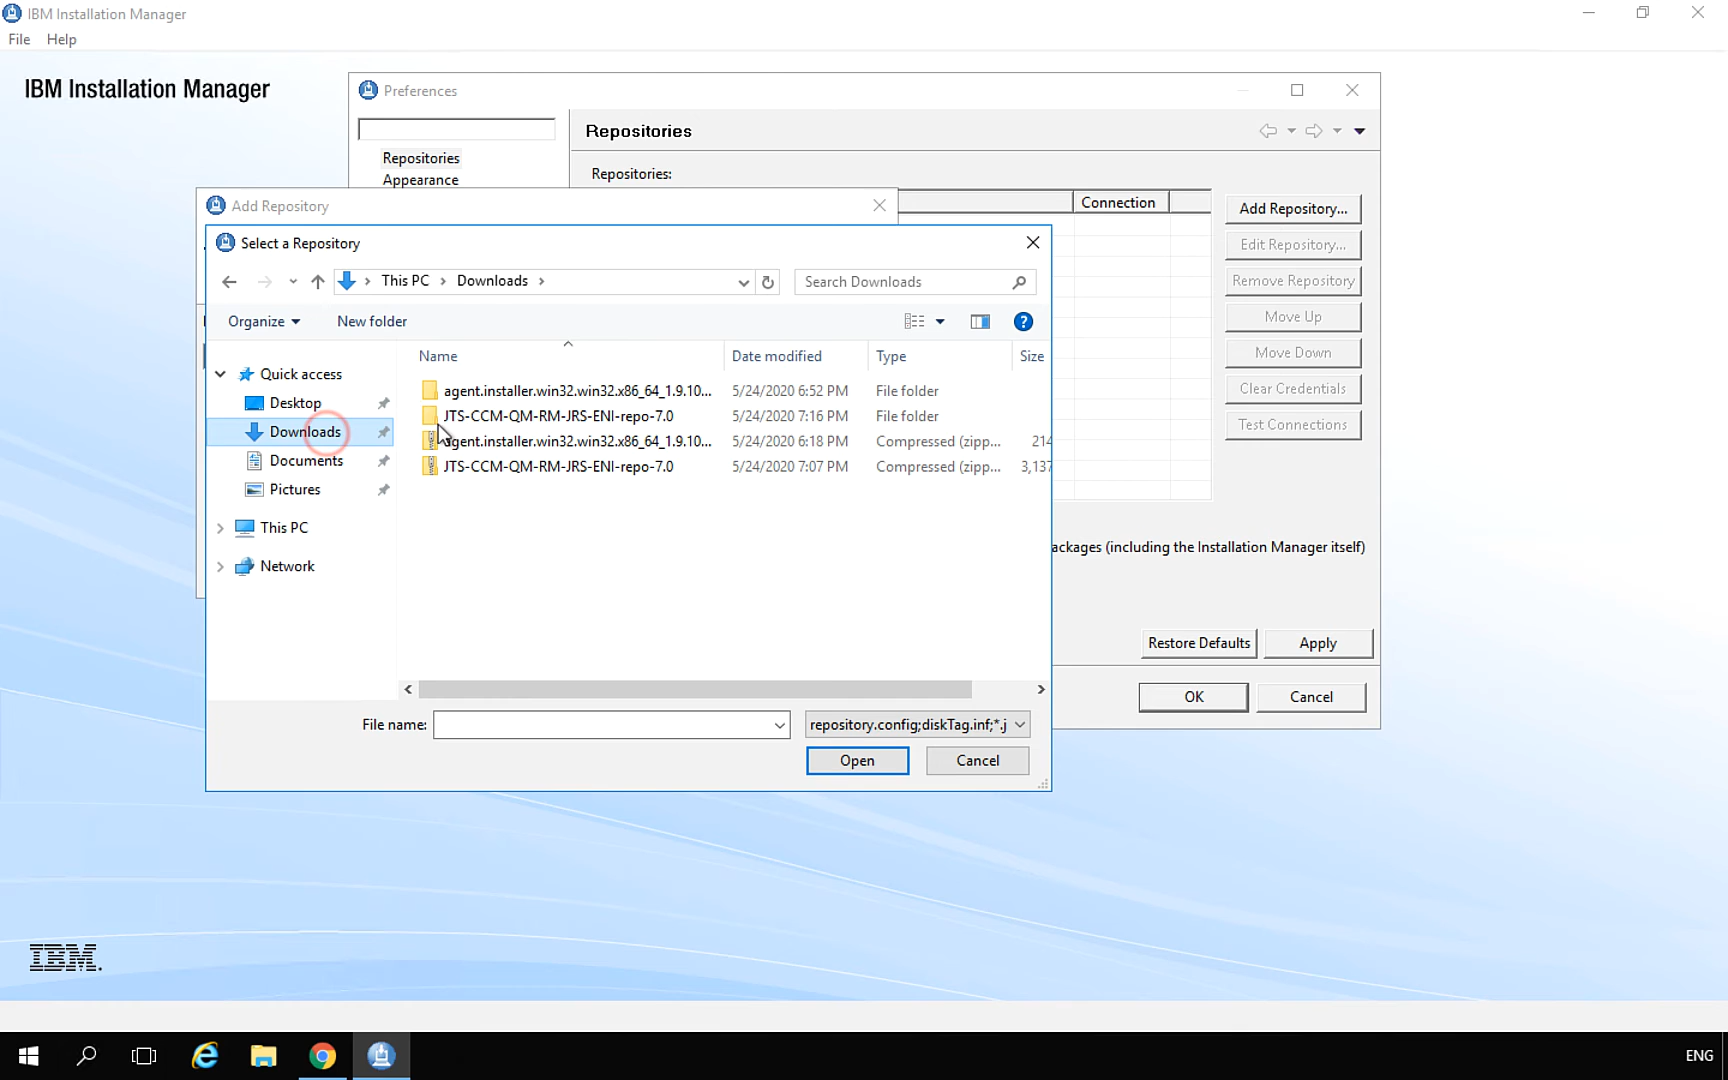 IBM Installation Manager
File Help
IBM Installation Manager
Preferences
Repositories
Repositories
Appearance
Repositories:
Connection
Add Repository...
Edit Repository...
Remove Repository
Move Up
Move Down
Clear Credentials
Test Connections
ackages (including the Installation Manager itself)
Restore Defaults Apply
OK Cancel
Add Repository
Select a Repository
This PC > Downloads >
Search Downloads
Organize New folder
Name Date modified Type Size
Quick access
Desktop
Downloads
Documents
Pictures
This PC
Network
agent.installer.win32.win32.x86_64_1.9.10... 5/24/2020 6:52 PM File folder
JTS-CCM-QM-RM-JRS-ENI-repo-7.0 5/24/2020 7:16 PM File folder
agent.installer.win32.win32.x86_64_1.9.10... 5/24/2020 6:18 PM Compressed (zipp... 214
JTS-CCM-QM-RM-JRS-ENI-repo-7.0 5/24/2020 7:07 PM Compressed (zipp... 3,137
File name: repository.config;diskTag.inf;*.j
Open Cancel
IBM.
ENG